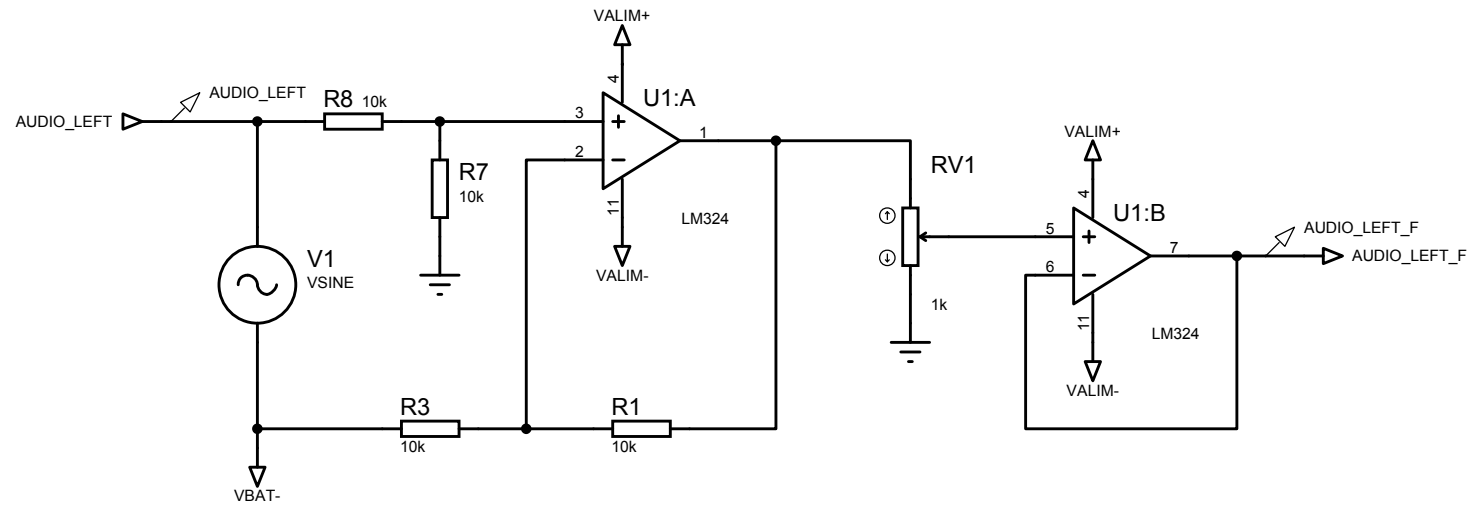 VALIM+
AUDIO_LEFT
AUDIO_LEFT
R8 10k
4
U1:A
3
2
1
R7
10k
11
LM324
VALIM-
V1
VSINE
VBAT-
R3
10k
R1
10k
RV1
1k
VALIM+
4
U1:B
5
6
7
11
LM324
VALIM-
AUDIO_LEFT_F
AUDIO_LEFT_F